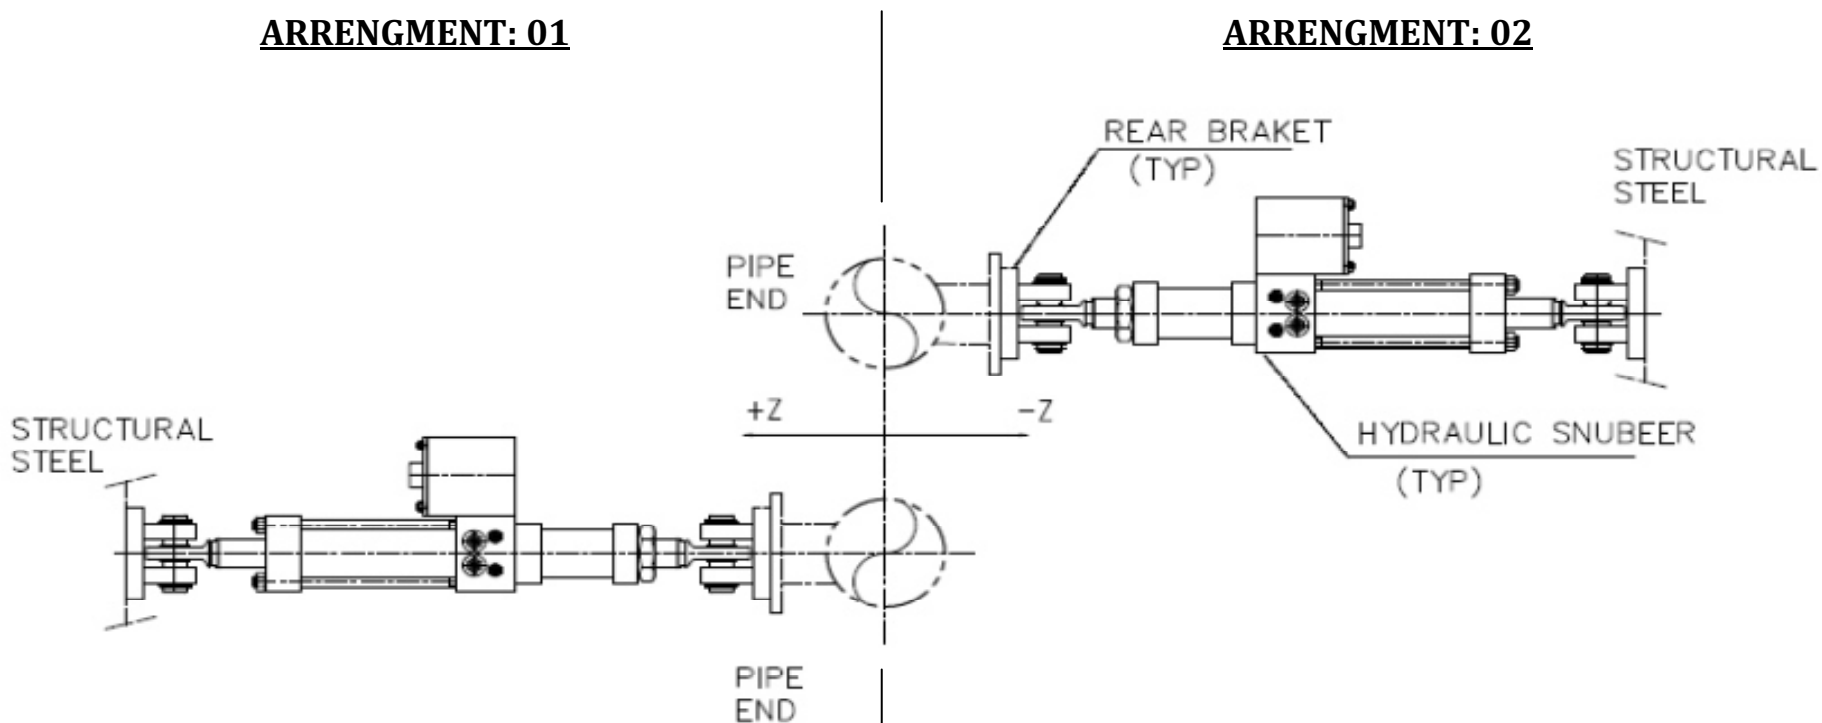 ARRENGMENT: 01
ARRENGMENT: 02
REAR BRAKET
(TYP)
STRUCTURAL
STEEL
PIPE
END
+Z
-Z
HYDRAULIC SNUBEER
(TYP)
STRUCTURAL
STEEL
PIPE
END